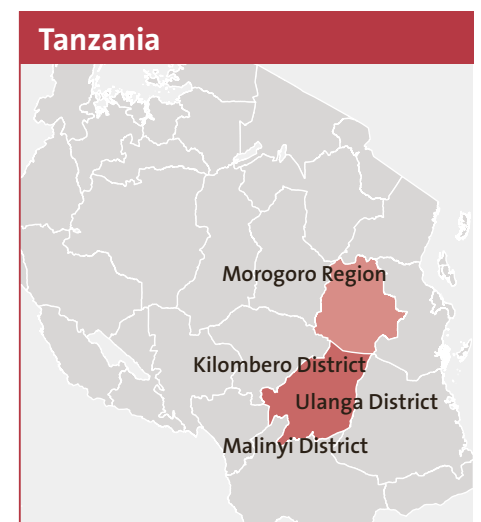 Tanzania
Morogoro Region
Kilombero District
Ulanga District
Malinyi District